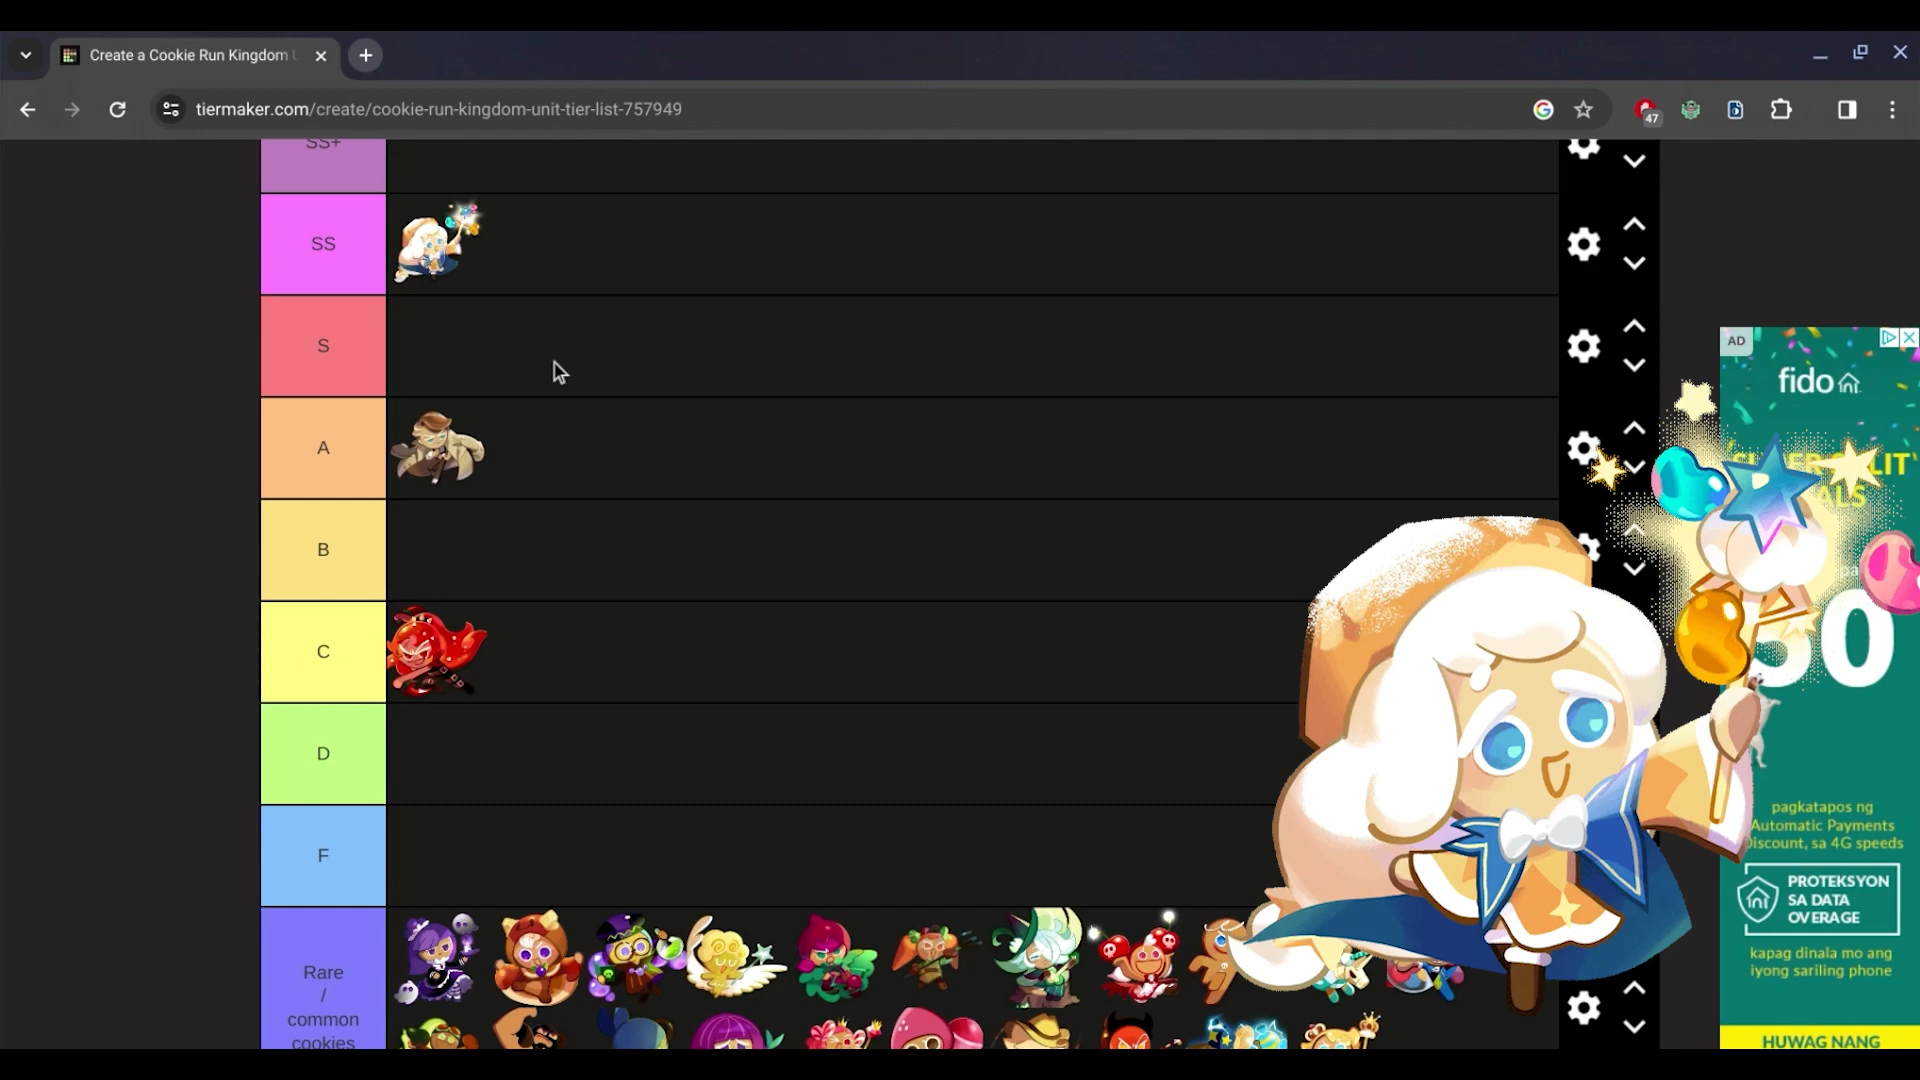 Create a Cookie Run Kingdom U
tiermaker.com/create/cookie-run-kingdom-unit-tier-list-757949
47
SS+
SS
S
A
B
C
D
F
Rare
/
common
cookies
AD
fido
50
pagkatapos ng
Automatic Payments
Discount, sa 4G speeds
PROTEKSYON
SA DATA
OVERAGE
kapag dinala mo ang
iyong sariling phone
HUWAG NANG